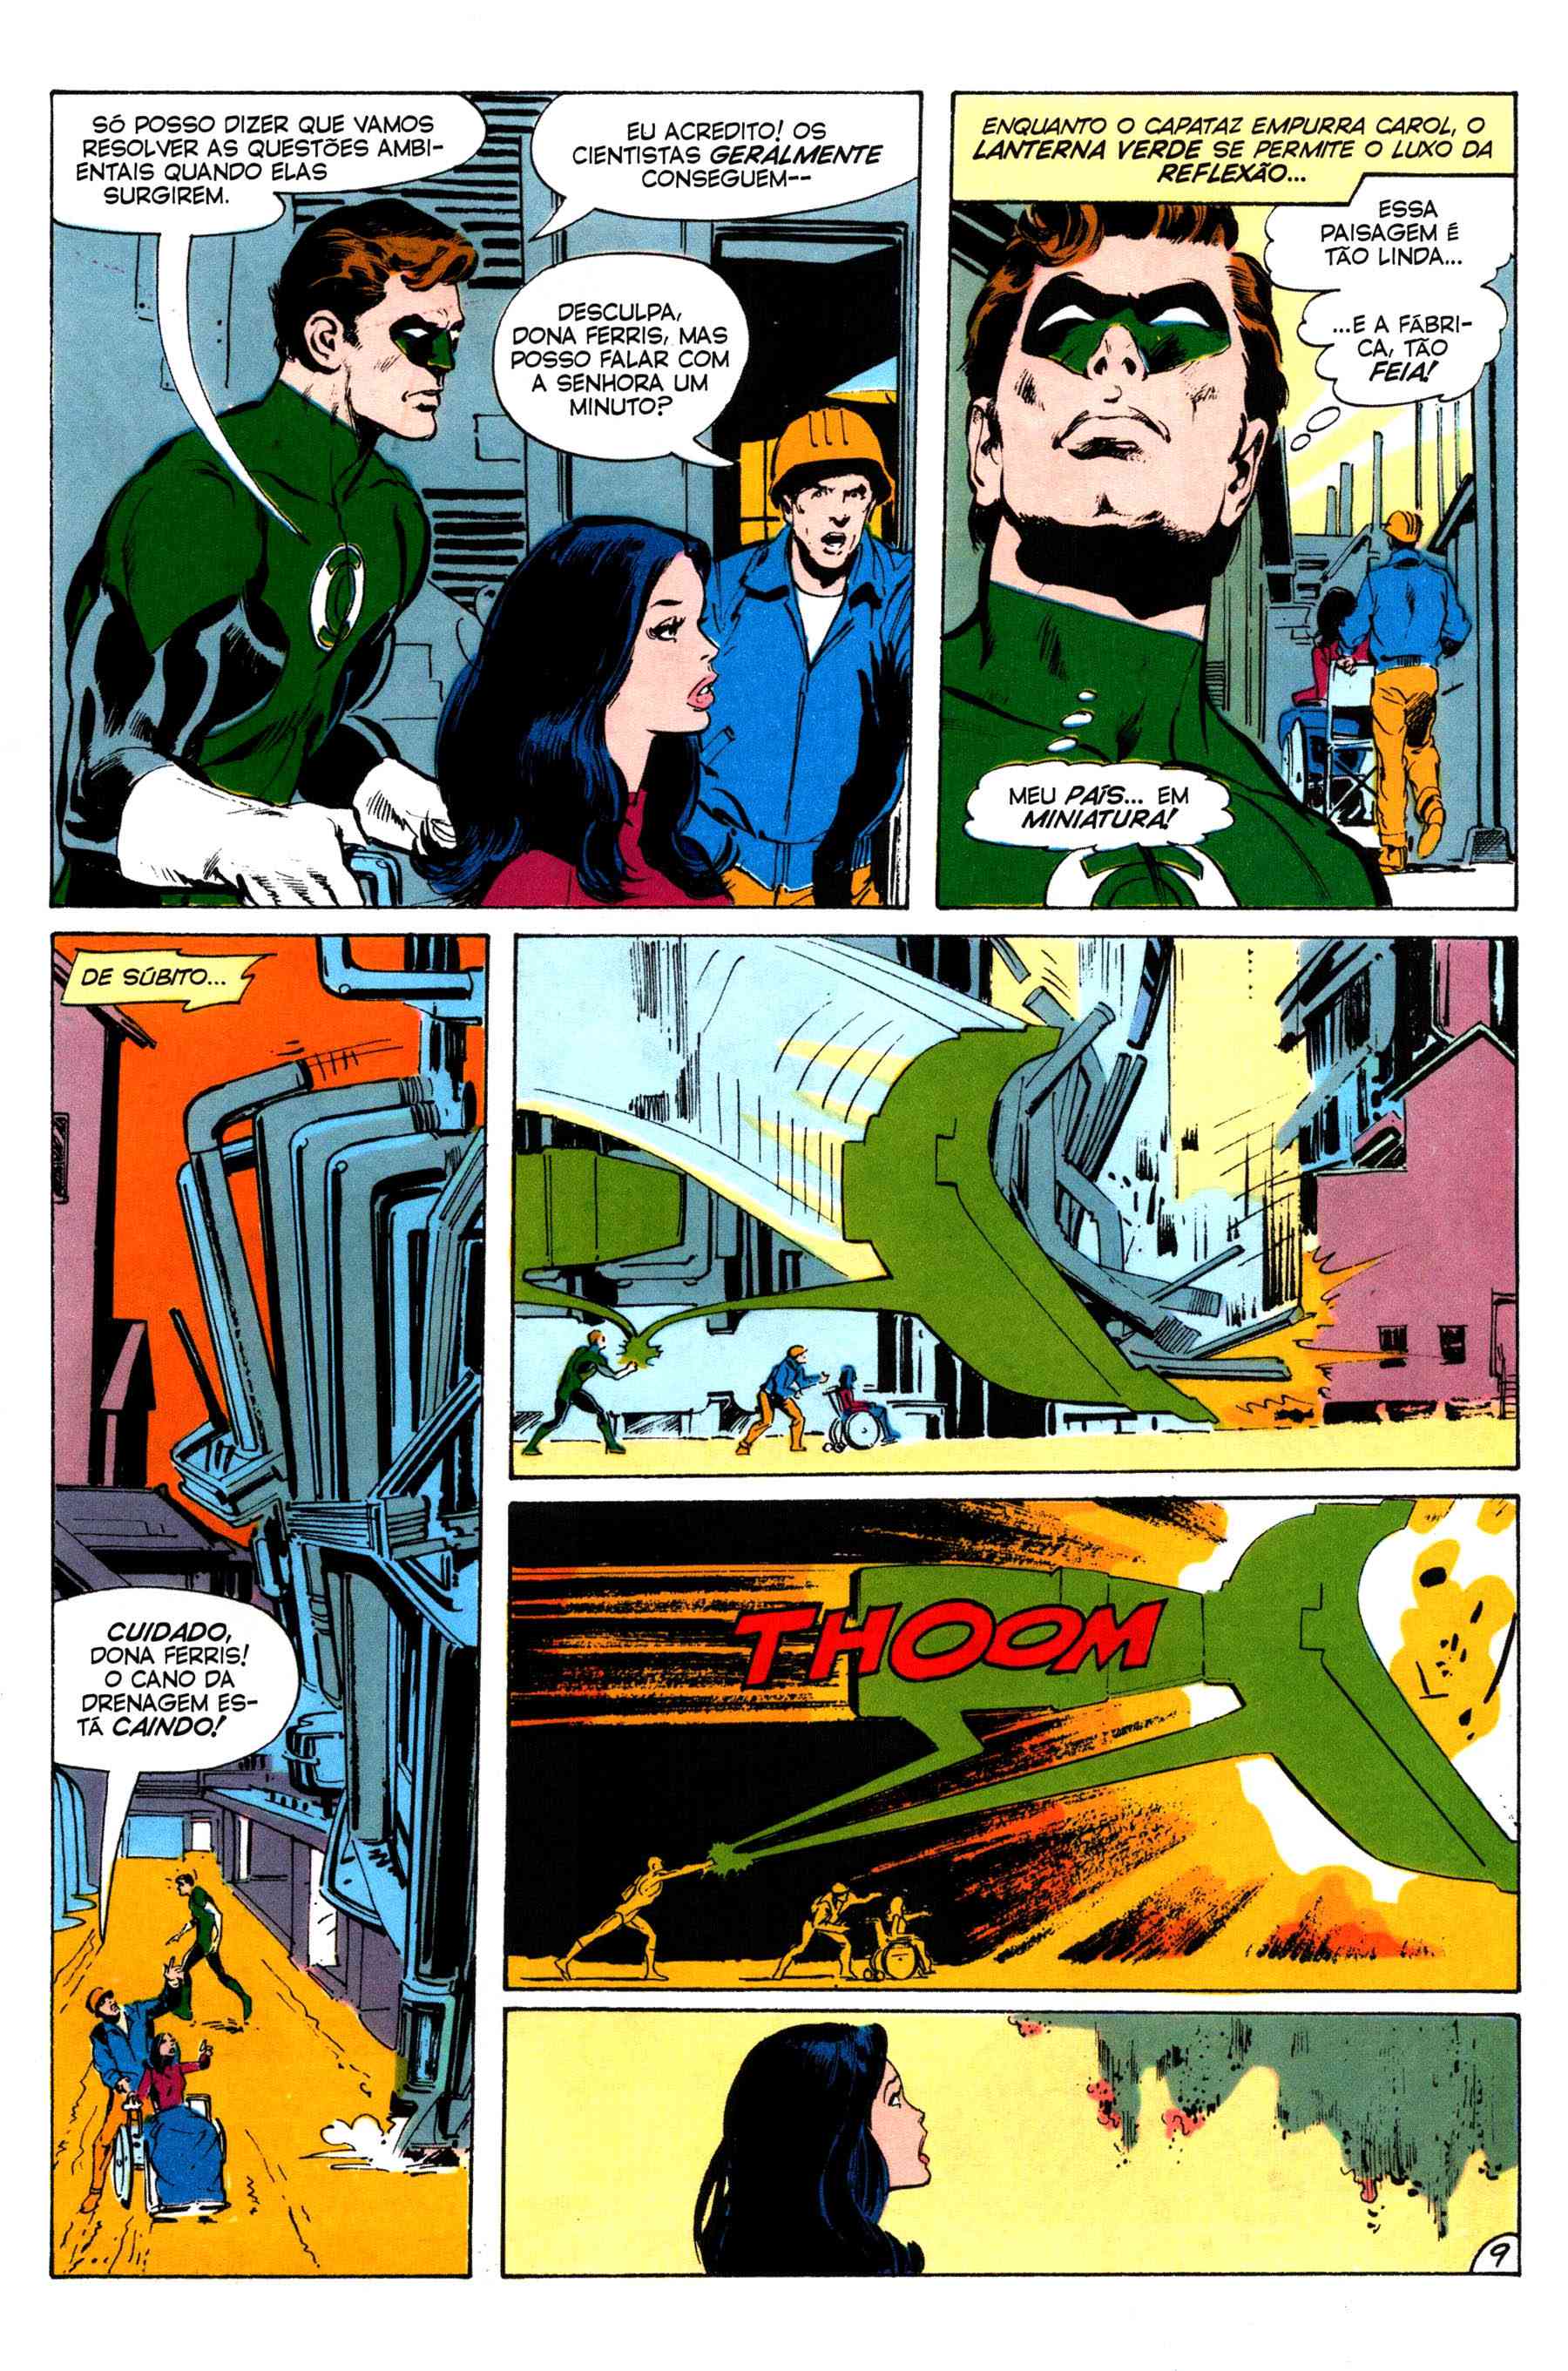 SÓ POSSO DIZER QUE VAMOS
RESOLVER AS QUESTÕES AMBI-
ENTAIS QUANDO ELAS
SURGIREM.
EU ACREDITO! OS
CIENTISTAS GERALMENTE
CONSEGUEM--
DESCULPA,
DONA FERRIS, MAS
POSSO FALAR COM
A SENHORA UM
MINUTO?
ENQUANTO O CAPATAZ EMPURRA CAROL, O
LANTERNA VERDE SE PERMITE O LUXO DA
REFLEXÃO...
ESSA
PAISAGEM É
TÃO LINDA...
...E A FÁBRI-
CA, TÃO
FEIA!
MEU PAÍS... EM
MINIATURA!
DE SÚBITO...
CUIDADO,
DONA FERRIS!
O CANO DA
DRENAGEM ES-
TÁ CAINDO!
THOOM
9